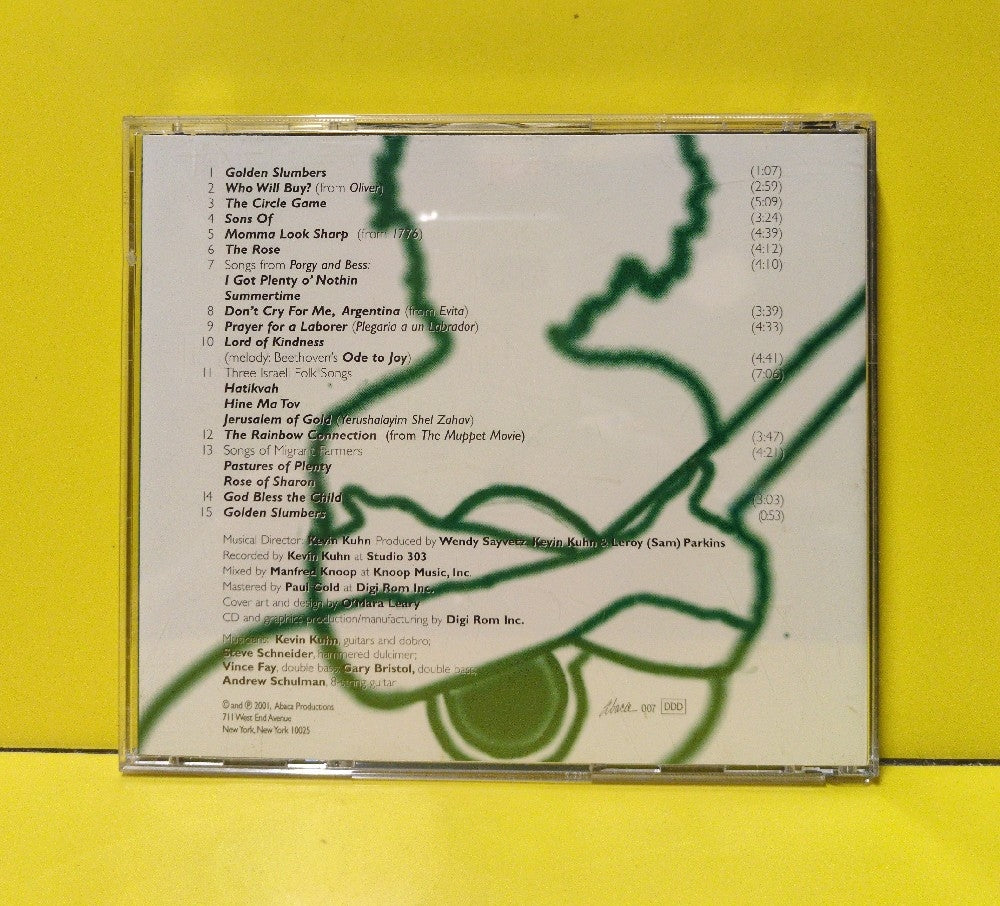 1 Golden Slumbers (1:07)
2 Who Will Buy? (from Oliver) (2:59)
3 The Circle Game (5:09)
4 Sons Of (3:24)
5 Momma Look Sharp (from 1776) (4:39)
6 The Rose (4:12)
7 Songs from Porgy and Bess: (4:10)
I Got Plenty o' Nothin
Summertime
8 Don't Cry For Me, Argentina (from Evita) (3:39)
9 Prayer for a Laborer (Plegaria a un Labrador) (4:33)
10 Lord of Kindness
(melody: Beethoven's Ode to Joy) (4:41)
11 Three Israeli Folk Songs (7:06)
Hatikvah
Hine Ma Tov
Jerusalem of Gold (Yerushalayim Shel Zahav)
12 The Rainbow Connection (from The Muppet Movie) (3:47)
13 Songs of Migrant Farmers (4:21)
Pastures of Plenty
Rose of Sharon
14 God Bless the Child (3:03)
15 Golden Slumbers (0:53)
Musical Director: Kevin Kuhn Produced by Wendy Sayvetz, Kevin Kuhn & Leroy (Sam) Parkins
Recorded by Kevin Kuhn at Studio 303
Mixed by Manfred Knoop at Knoop Music, Inc.
Mastered by Paul Gold at Digi Rom Inc.
Cover art and design by O'Mara Leary
CD and graphics production/manufacturing by Digi Rom Inc.
Musicians: Kevin Kuhn, guitars and dobro;
Steve Schneider, hammered dulcimer;
Vince Fay, double bass; Gary Bristol, double bass;
Andrew Schulman, 8-string guitar
© and ℗ 2001, Abaca Productions
711 West End Avenue
New York, New York 10025
Abaca 007 DDD